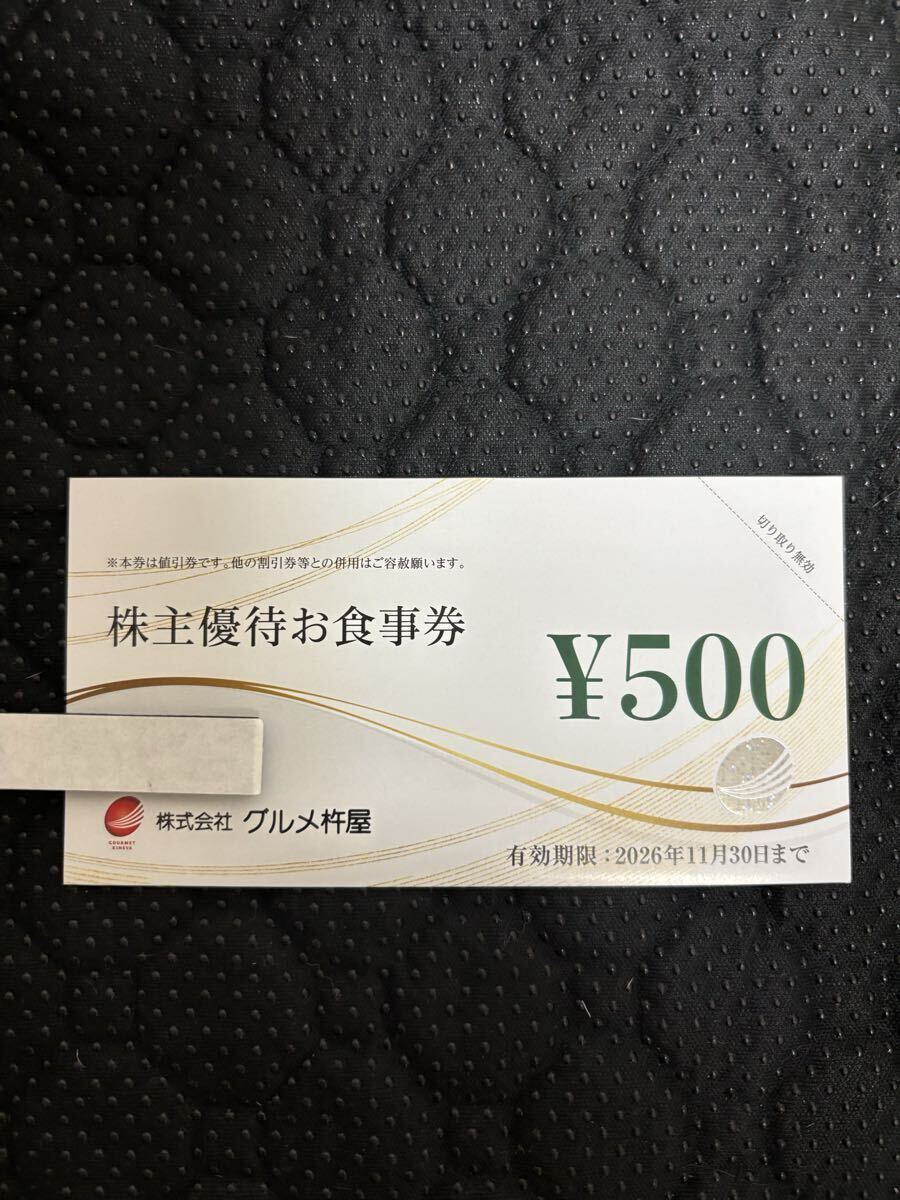 切り取り無効
※本券は値引券です。他の割引券等との併用はご容赦願います。
株主優待お食事券
¥500
GOURMET
KINEYA
株式会社 グルメ杵屋
有効期限：2026年11月30日まで